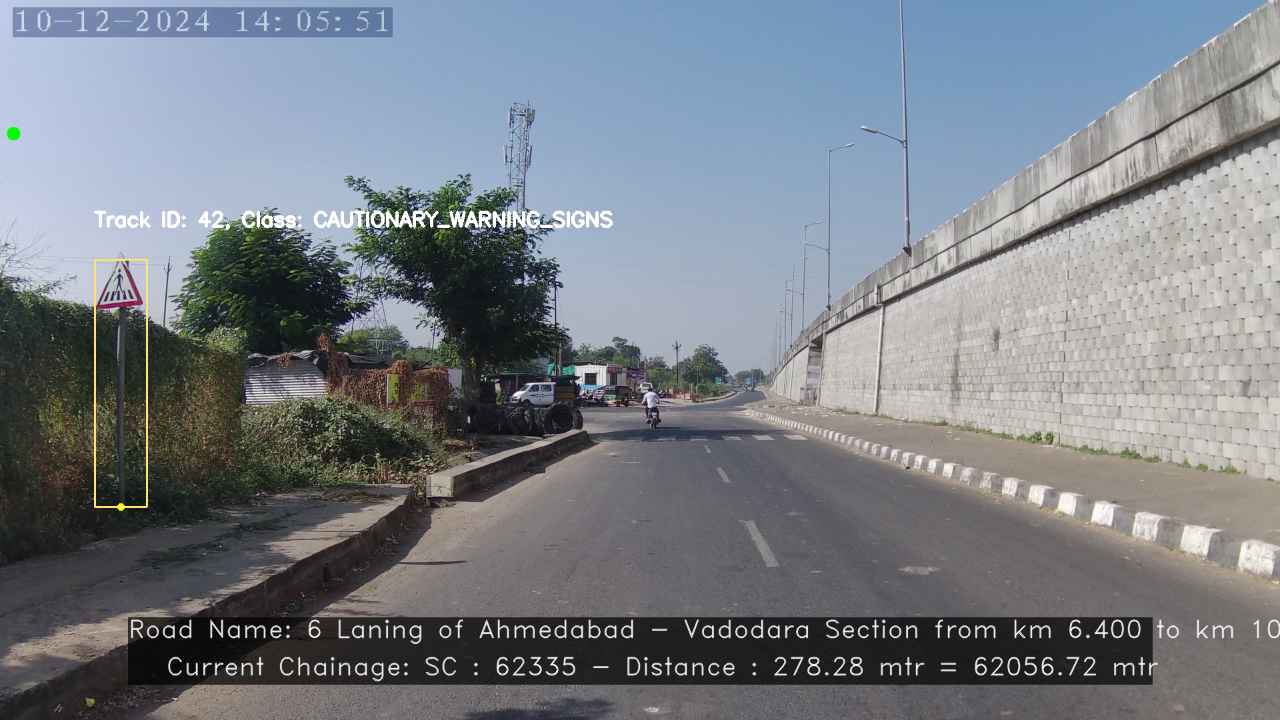 10-12-2024 14:05:51
Track ID: 42, Class: CAUTIONARY_WARNING_SIGNS
Road Name: 6 Laning of Ahmedabad - Vadodara Section from km 6.400 to km 10
Current Chainage: SC : 62335 - Distance : 278.28 mtr = 62056.72 mtr